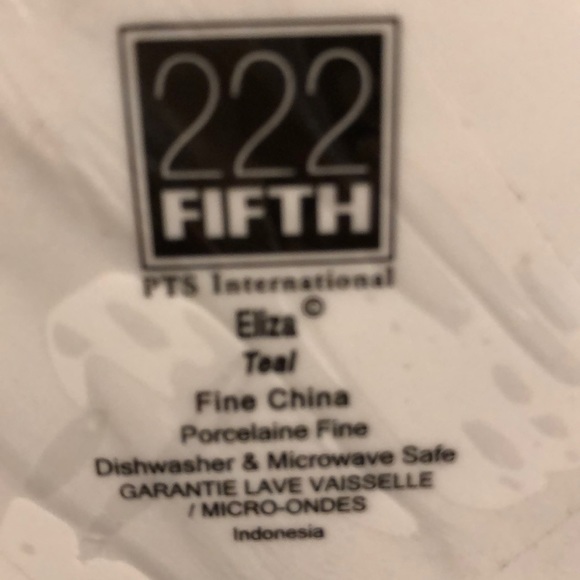 222
FIFTH
PTS International
Eliza ©
Teal
Fine China
Porcelaine Fine
Dishwasher & Microwave Safe
GARANTIE LAVE VAISSELLE
/ MICRO-ONDES
Indonesia